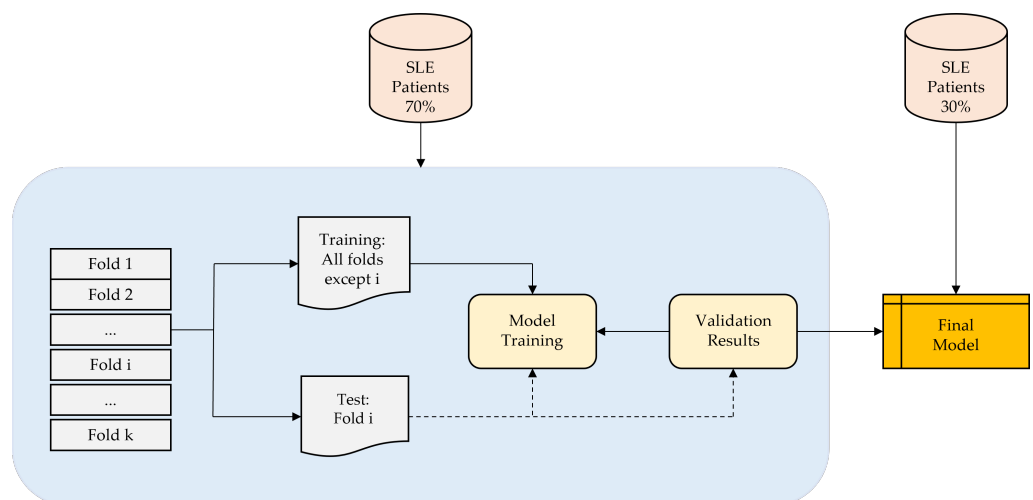 SLE
Patients
70%
SLE
Patients
30%
Fold 1
Fold 2
...
Fold i
...
Fold k
Training:
All folds
except i
Test:
Fold i
Model
Training
Validation
Results
Final
Model